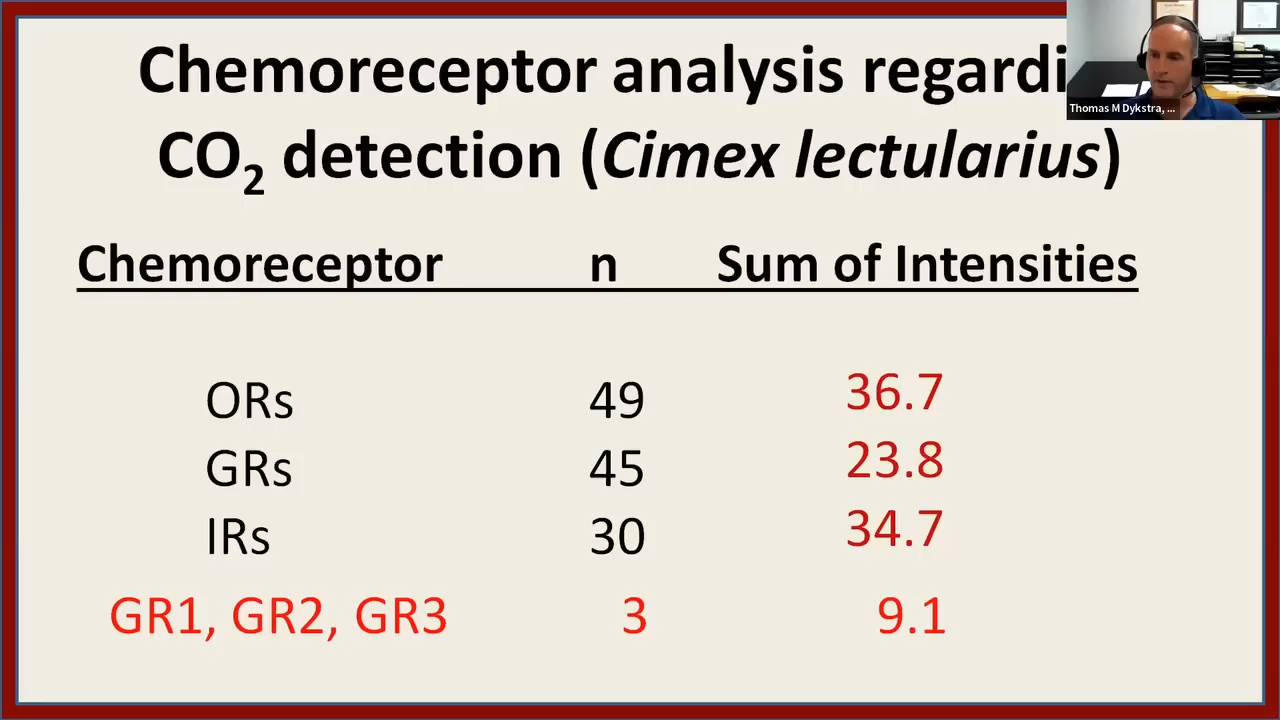 Chemoreceptor analysis regardi
CO₂ detection (Cimex lectularius)
Thomas M Dykstra, ...
Chemoreceptor n Sum of Intensities
ORs 49 36.7
GRs 45 23.8
IRs 30 34.7
GR1, GR2, GR3 3 9.1